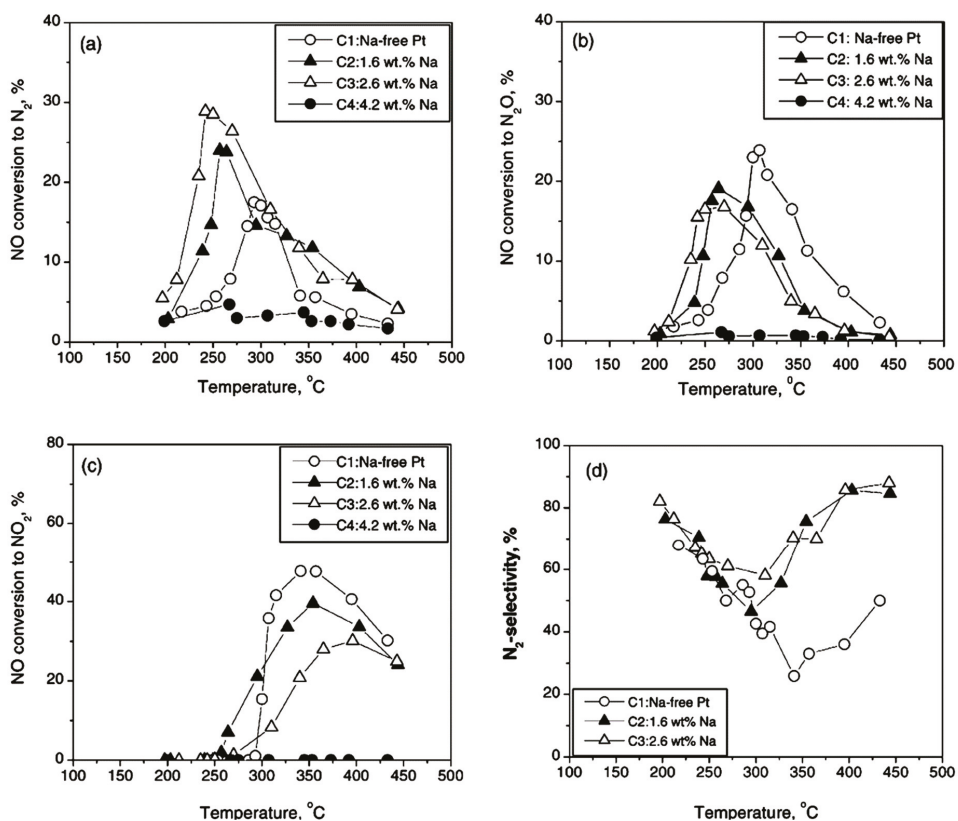 (a)
C1:Na-free Pt
C2:1.6 wt.% Na
C3:2.6 wt.% Na
C4:4.2 wt.% Na
NO conversion to N₂, %
40
30
20
10
0
100 150 200 250 300 350 400 450 500
Temperature, °C
(b)
C1: Na-free Pt
C2: 1.6 wt.% Na
C3: 2.6 wt.% Na
C4: 4.2 wt.% Na
NO conversion to N₂O, %
40
30
20
10
0
100 150 200 250 300 350 400 450 500
Temperature, °C
(c)
C1:Na-free Pt
C2:1.6 wt.% Na
C3:2.6 wt.% Na
C4:4.2 wt.% Na
NO conversion to NO₂, %
80
60
40
20
0
100 150 200 250 300 350 400 450 500
Temperature, °C
(d)
N₂-selectivity, %
100
80
60
40
20
0
C1:Na-free Pt
C2:1.6 wt% Na
C3:2.6 wt% Na
100 150 200 250 300 350 400 450 500
Temperature, °C